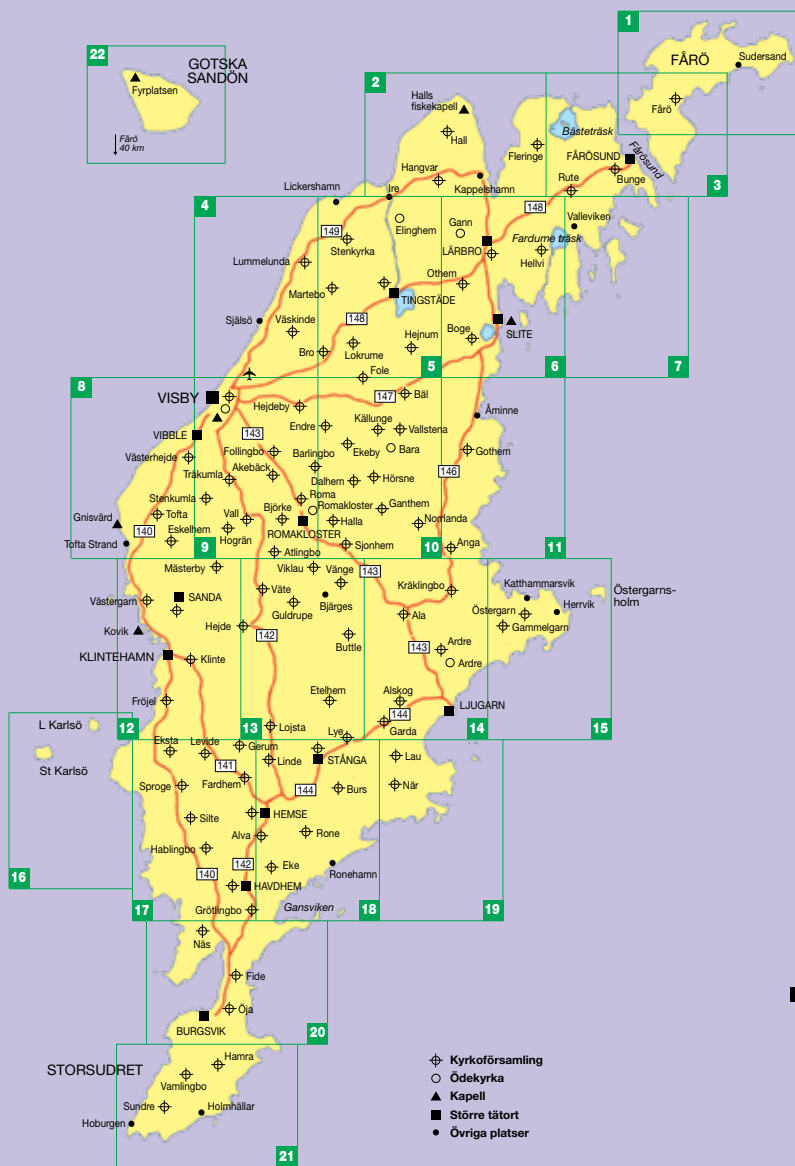 1
FÅRÖ
Sudersand
22
GOTSKA
SANDÖN
Fyrplatsen
Fårö
40 km
2
Halls
fiskekapell
Hall
Bästeträsk
Fårö
Fleringe
FÅRÖSUND
Fårösund
Hangvar
Kappelshamn
Rute
Bunge
3
Lickershamn
Ire
4
148
149
Elinghem
Gann
Valleviken
Stenkyrka
LÄRBRO
Fardume träsk
Hellvi
Lummelunda
Othem
Martebo
TINGSTÄDE
Själsö
148
Väskinde
Hejnum
Boge
SLITE
Bro
Lokrume
5
6
7
Fole
8
VISBY
147
Bäl
Hejdeby
Åminne
VIBBLE
143
Endre
Källunge
Vallstena
Follingbo
Ekeby
Bara
Gothem
Västerhejde
Barlingbo
146
Akebäck
Träkumla
Dalhem
Hörsne
Stenkumla
Roma
Romakloster
Ganthem
Gnisvärd
Tofta
Vall
Björke
Halla
Norrlanda
ROMAKLOSTER
140
Eskelhem
Hogrän
Tofta Strand
9
Atlingbo
Sjonhem
10
Anga
11
Mästerby
Viklau
Vänge
143
Katthammarsvik
Östergarns-
holm
Kräklingbo
SANDA
Väte
Bjärges
Västergarn
Guldrupe
Ala
Östergarn
Herrvik
Gammelgarn
Kovik
Hejde
142
Buttle
143
Ardre
KLINTEHAMN
Klinte
Ardre
Etelhem
Alskog
Fröjel
144
LJUGARN
L Karlsö
12
13
Lojsta
Lye
Garda
14
15
Eksta
Levide
Gerum
St Karlsö
141
Linde
STÅNGA
Lau
Fardhem
144
Burs
När
Sproge
Silte
HEMSE
Alva
Rone
Hablingbo
16
142
Eke
Ronehamn
140
HAVDHEM
17
Grötlingbo
Gansviken
18
19
Näs
Fide
Öja
BURGSVIK
20
STORSUDRET
Hamra
Vamlingbo
Sundre
Holmhällar
Hoburgen
21
Kyrkoförsamling
Ödekyrka
Kapell
Större tätort
Övriga platser